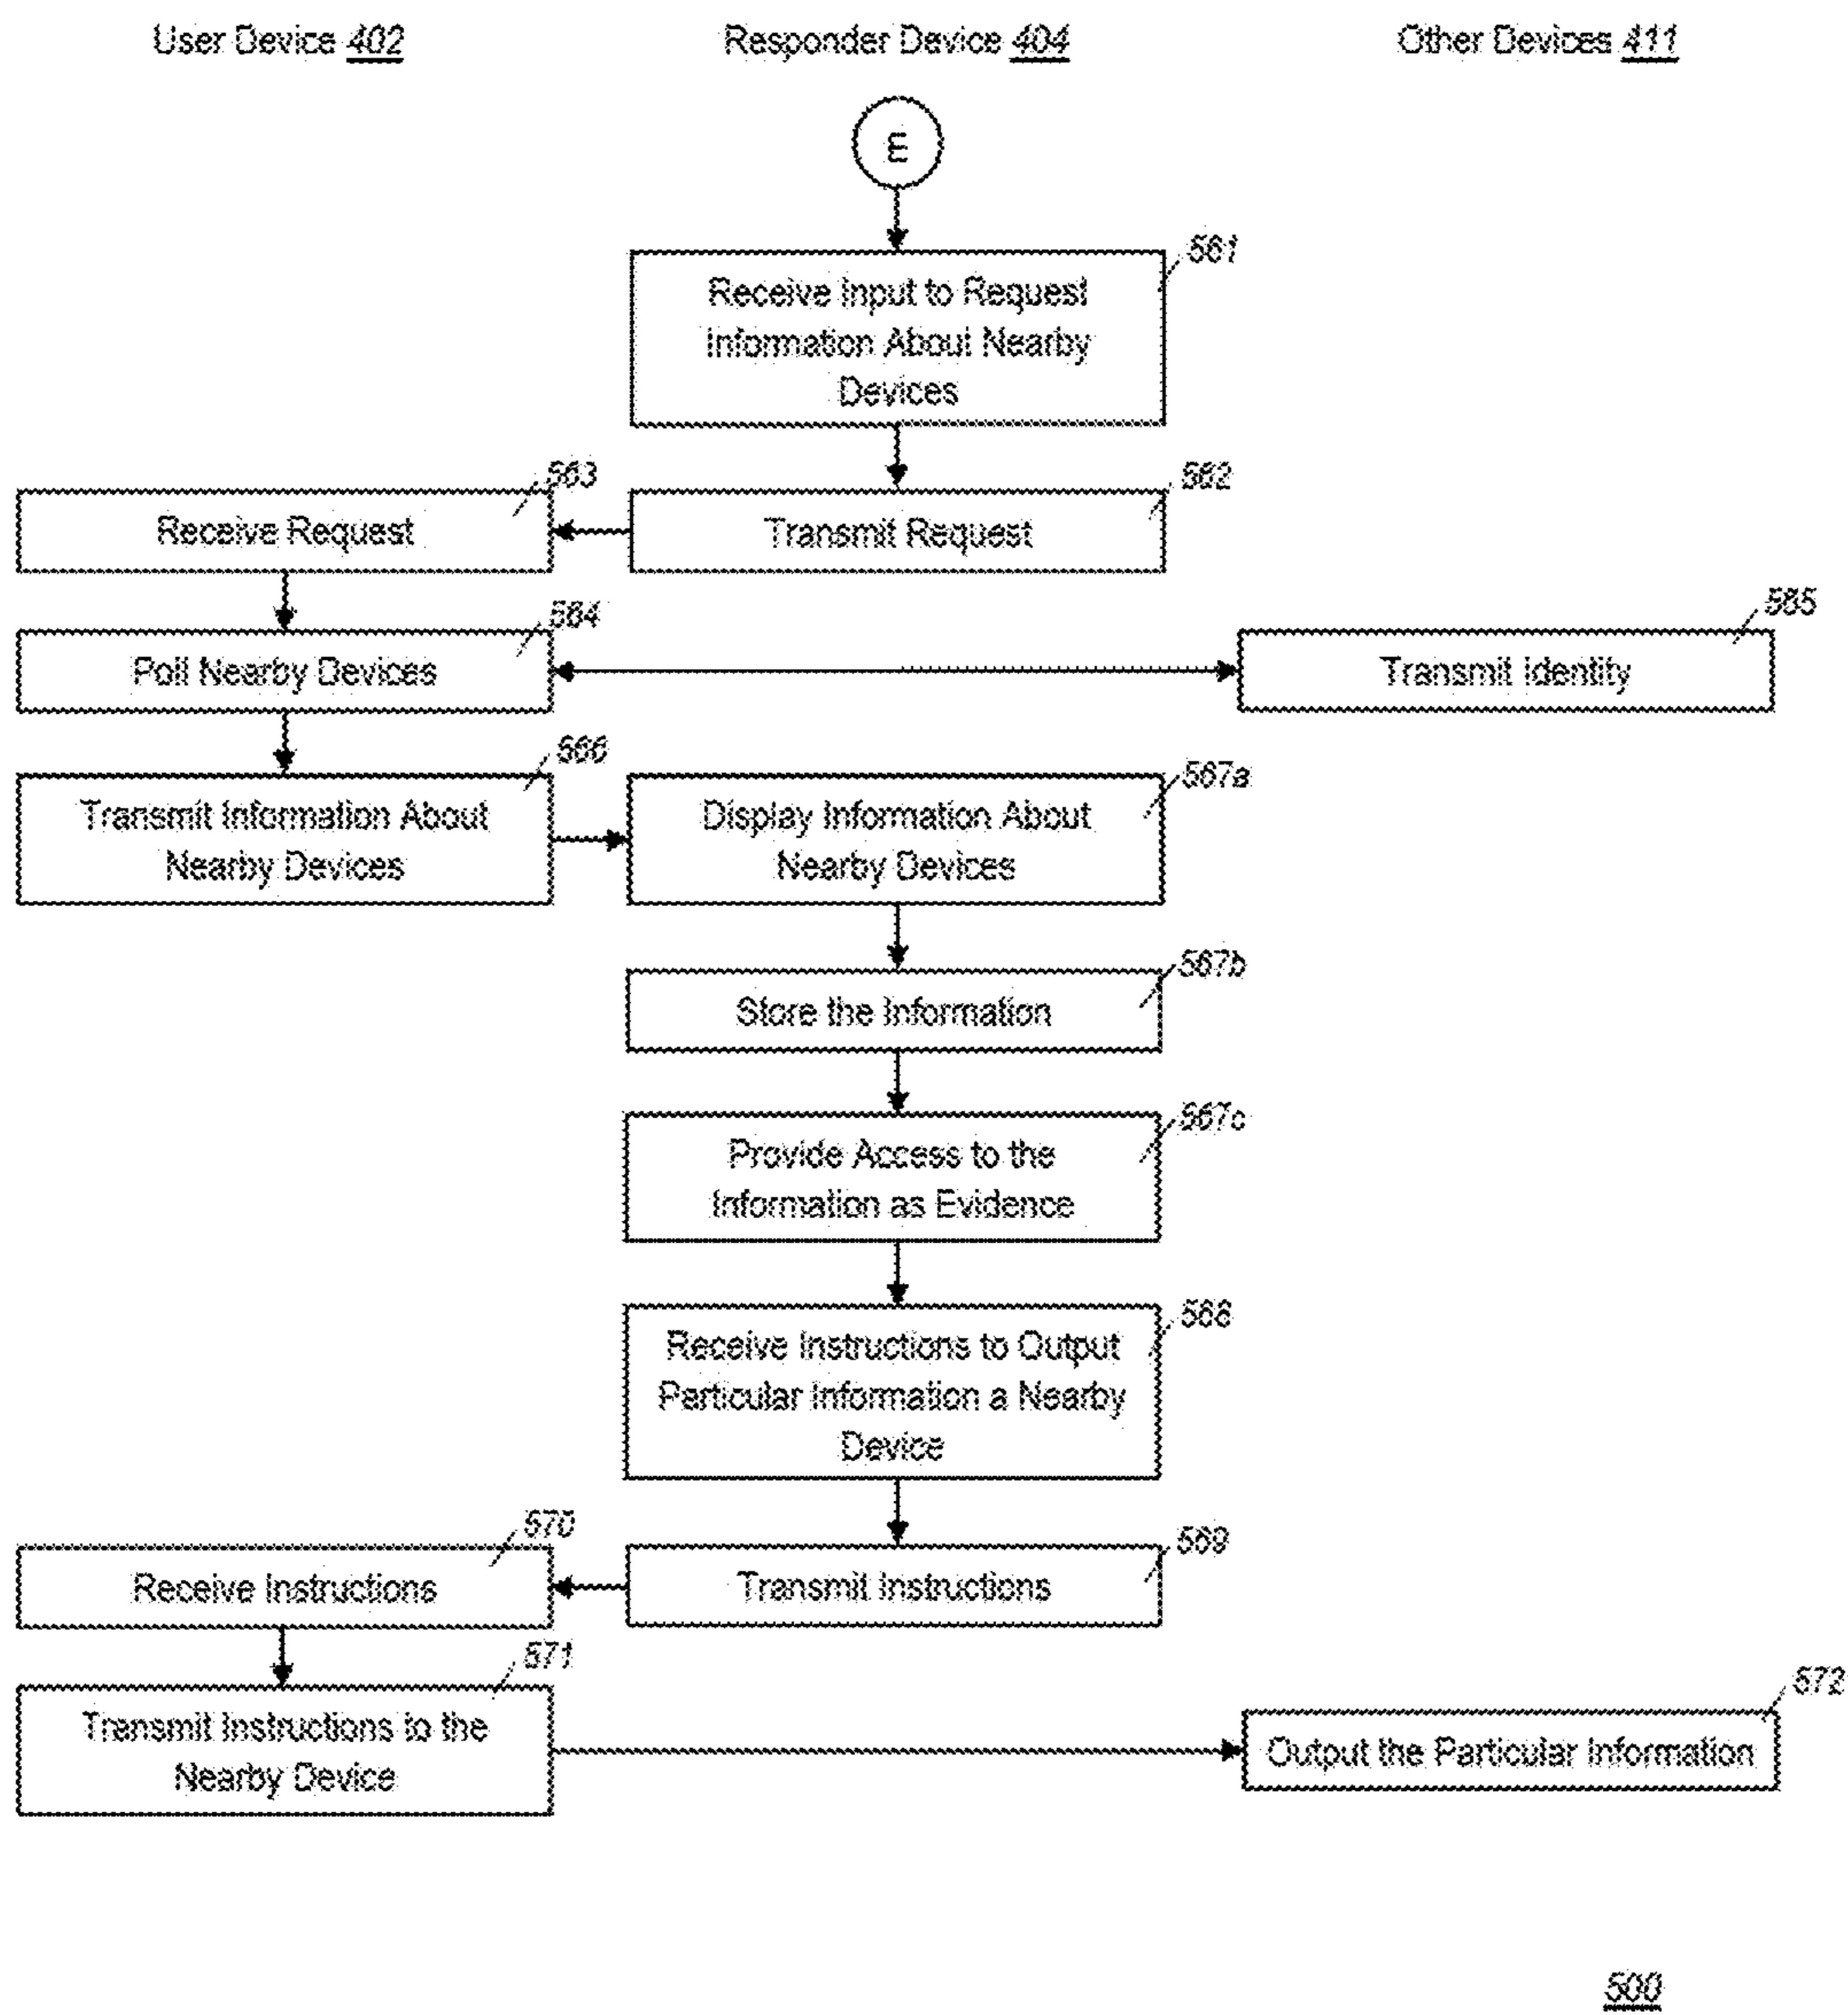 User Device 402
Responder Device 404
Other Devices 411
E
561
Receive Input to Request
Information About Nearby
Devices
563
Receive Request
562
Transmit Request
564
Poll Nearby Devices
565
Transmit Identity
566
Transmit Information About
Nearby Devices
567a
Display Information About
Nearby Devices
567b
Store the Information
567c
Provide Access to the
Information as Evidence
568
Receive Instructions to Output
Particular Information a Nearby
Device
570
Receive Instructions
569
Transmit Instructions
571
Transmit Instructions to the
Nearby Device
572
Output the Particular Information
500